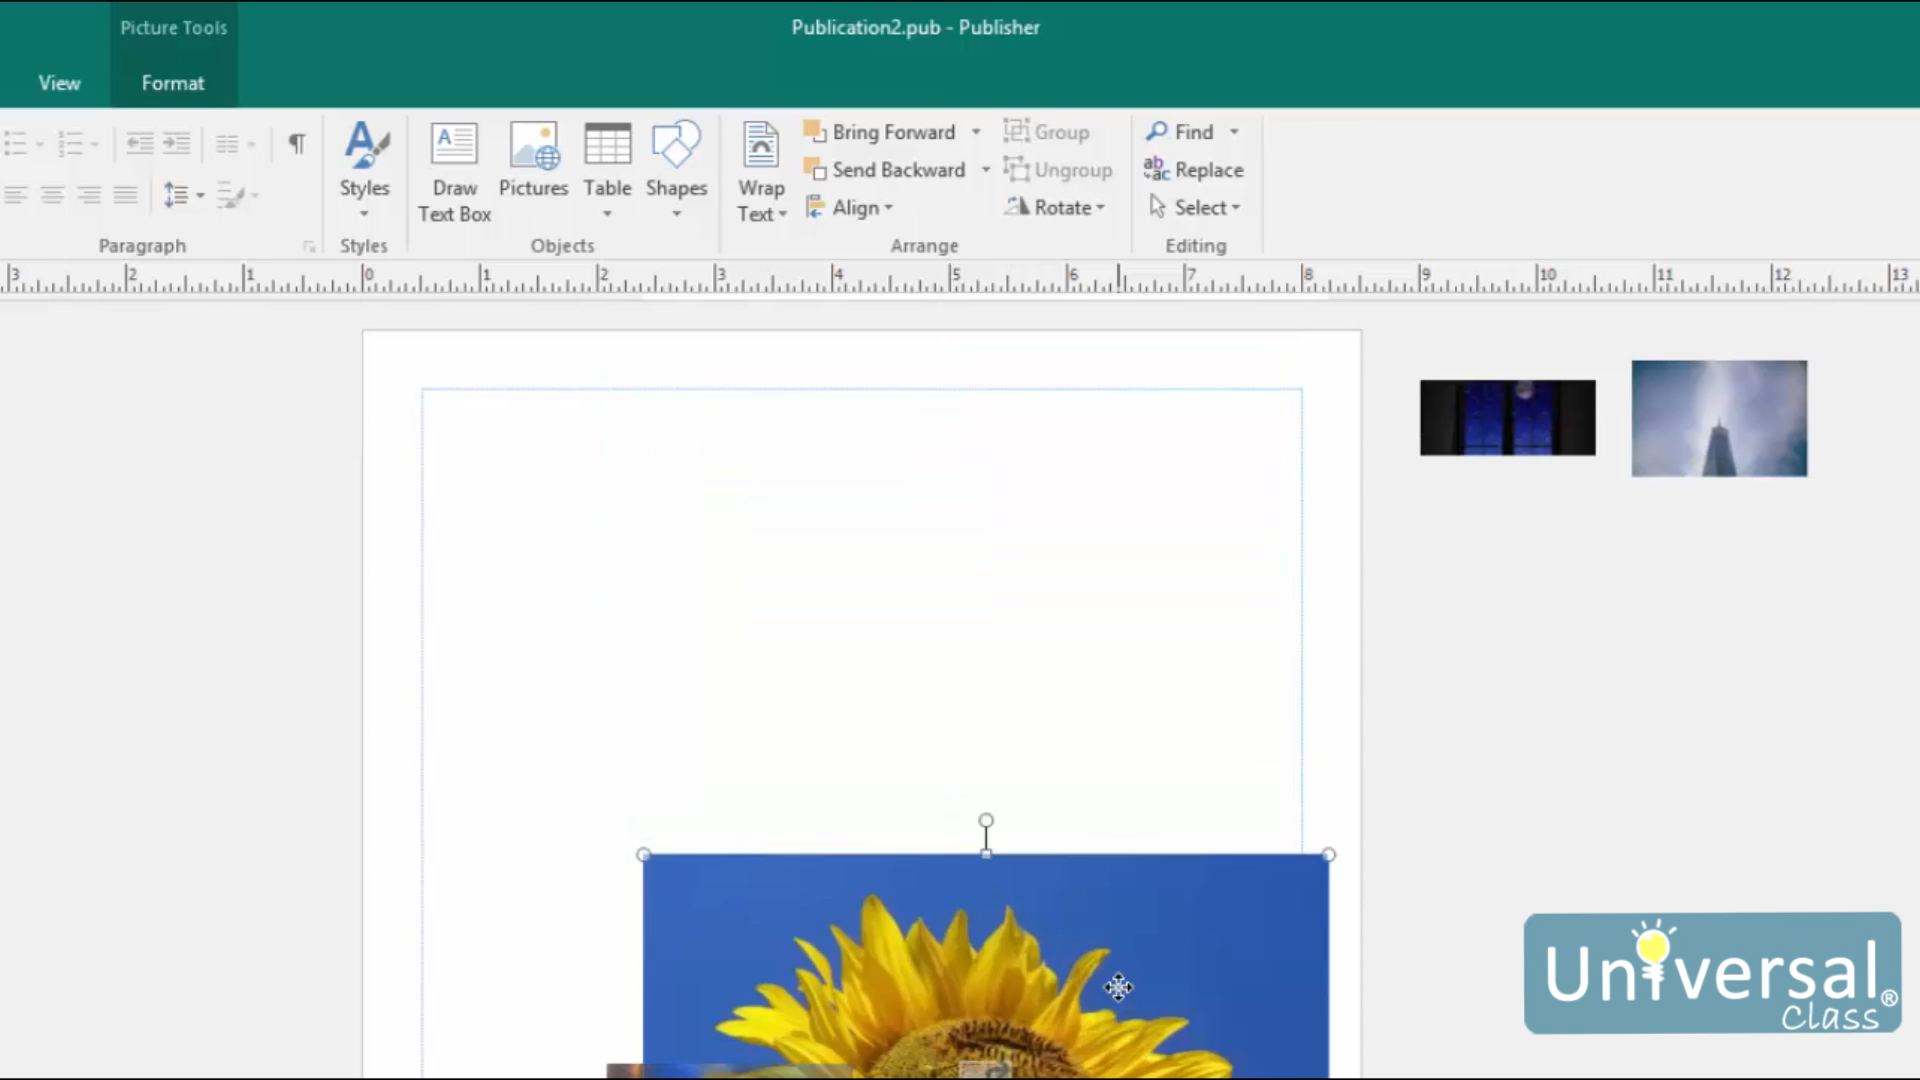 Picture Tools
Publication2.pub - Publisher
View
Format
Styles
Draw
Text Box
Pictures
Table
Shapes
Wrap
Text
Bring Forward
Send Backward
Align
Group
Ungroup
Rotate
Find
Replace
Select
Paragraph
Styles
Objects
Arrange
Editing
3 2 1 0 1 2 3 4 5 6 7 8 9 10 11 12 13
Universal®
Class